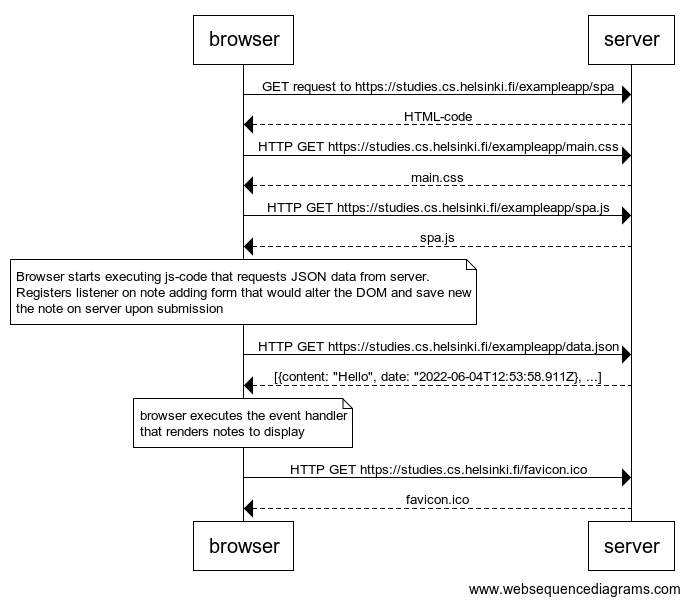 browser
server
GET request to https://studies.cs.helsinki.fi/exampleapp/spa
HTML-code
HTTP GET https://studies.cs.helsinki.fi/exampleapp/main.css
main.css
HTTP GET https://studies.cs.helsinki.fi/exampleapp/spa.js
spa.js
Browser starts executing js-code that requests JSON data from server.
Registers listener on note adding form that would alter the DOM and save new
the note on server upon submission
HTTP GET https://studies.cs.helsinki.fi/exampleapp/data.json
[{content: "Hello", date: "2022-06-04T12:53:58.911Z}, ...]
browser executes the event handler
that renders notes to display
HTTP GET https://studies.cs.helsinki.fi/favicon.ico
favicon.ico
browser
server
www.websequencediagrams.com